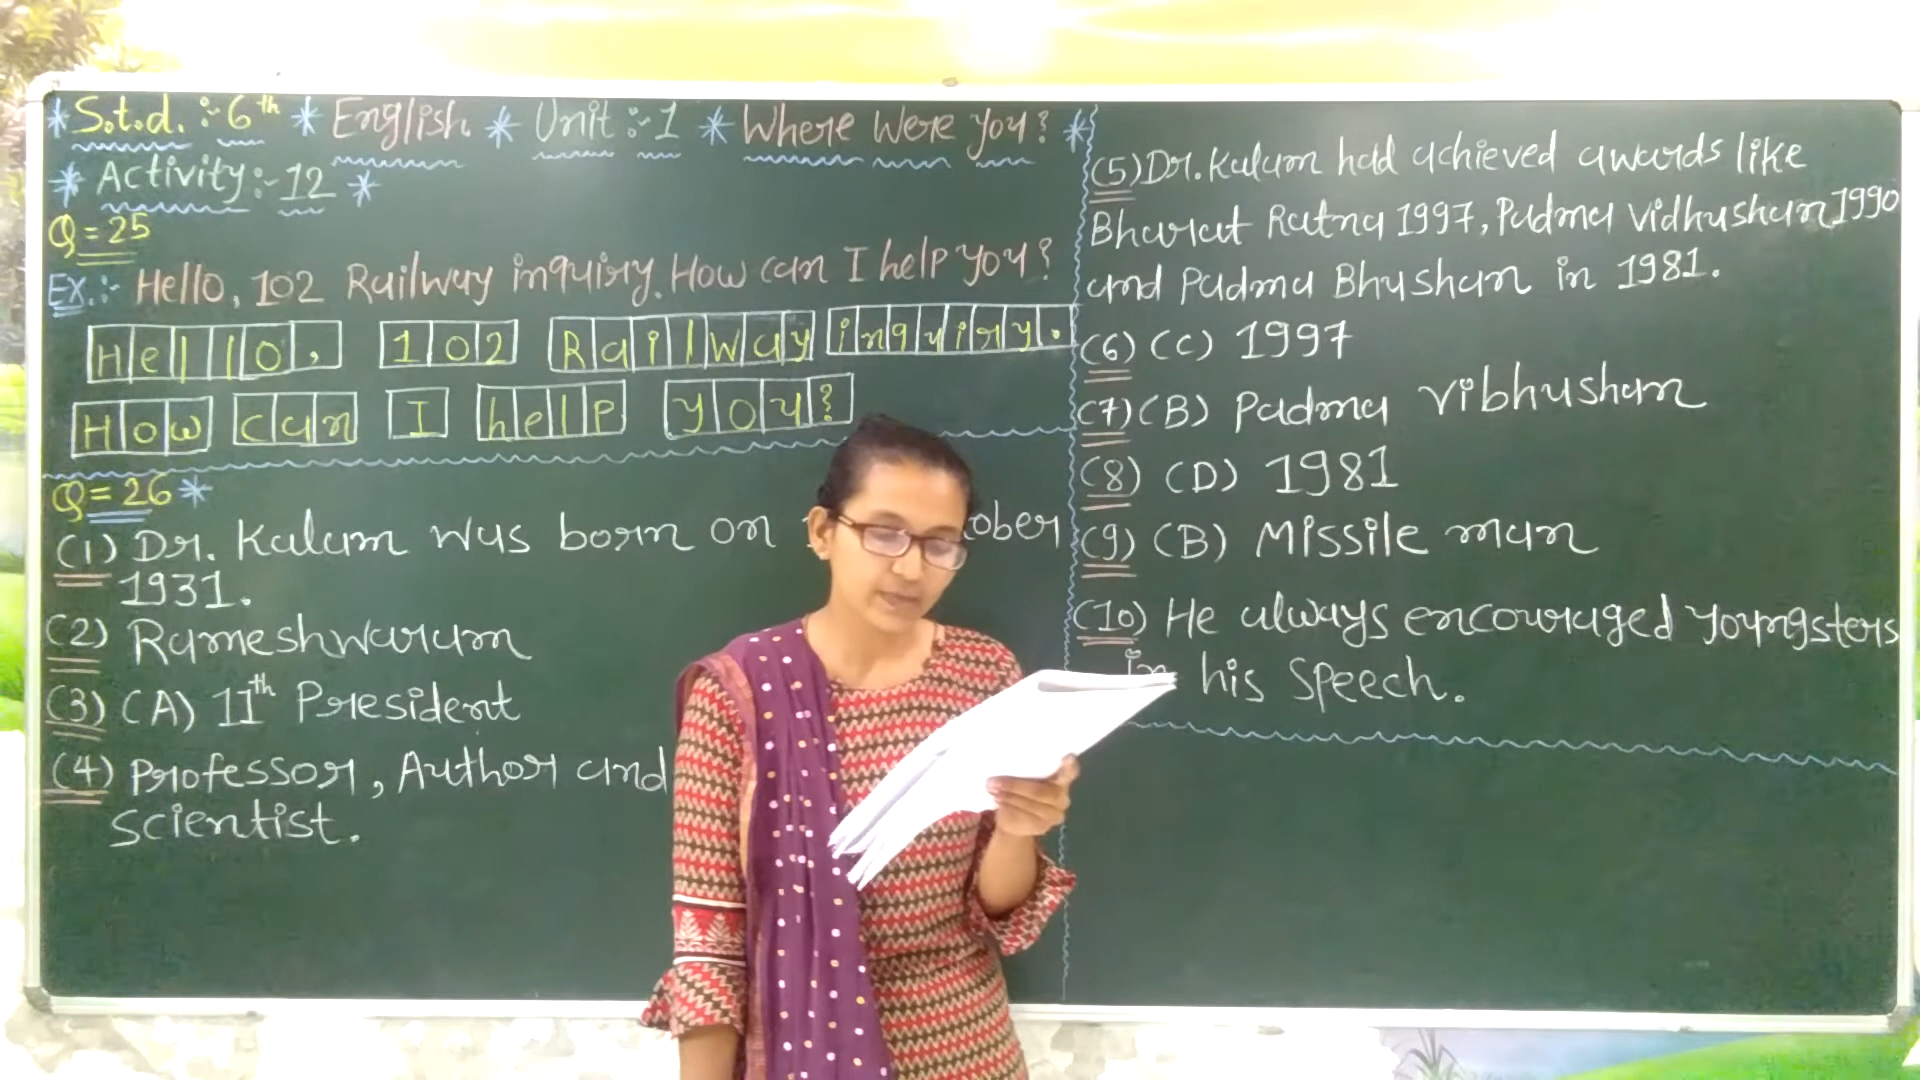 * S.t.d. :- 6th * English * Unit :- 1 * Where were you? *
* Activity :- 12 *
Q = 25
Ex. :- Hello, 102 Railway inquiry. How can I help you?
Hello, 102 Railway inquiry.
How can I help you?
Q = 26 *
(1) Dr. Kalam was born on ober
1931.
(2) Rameshwaram
(3) (A) 11th President
(4) Professor, Author and
scientist.
(5) Dr. Kalam had achieved awards like
Bharat Ratna 1997, Padma Vidhushan 1990
and Padma Bhushan in 1981.
(6) (C) 1997
(7) (B) Padma Vibhushan
(8) (D) 1981
(9) (B) Missile man
(10) He always encouraged youngsters
in his speech.